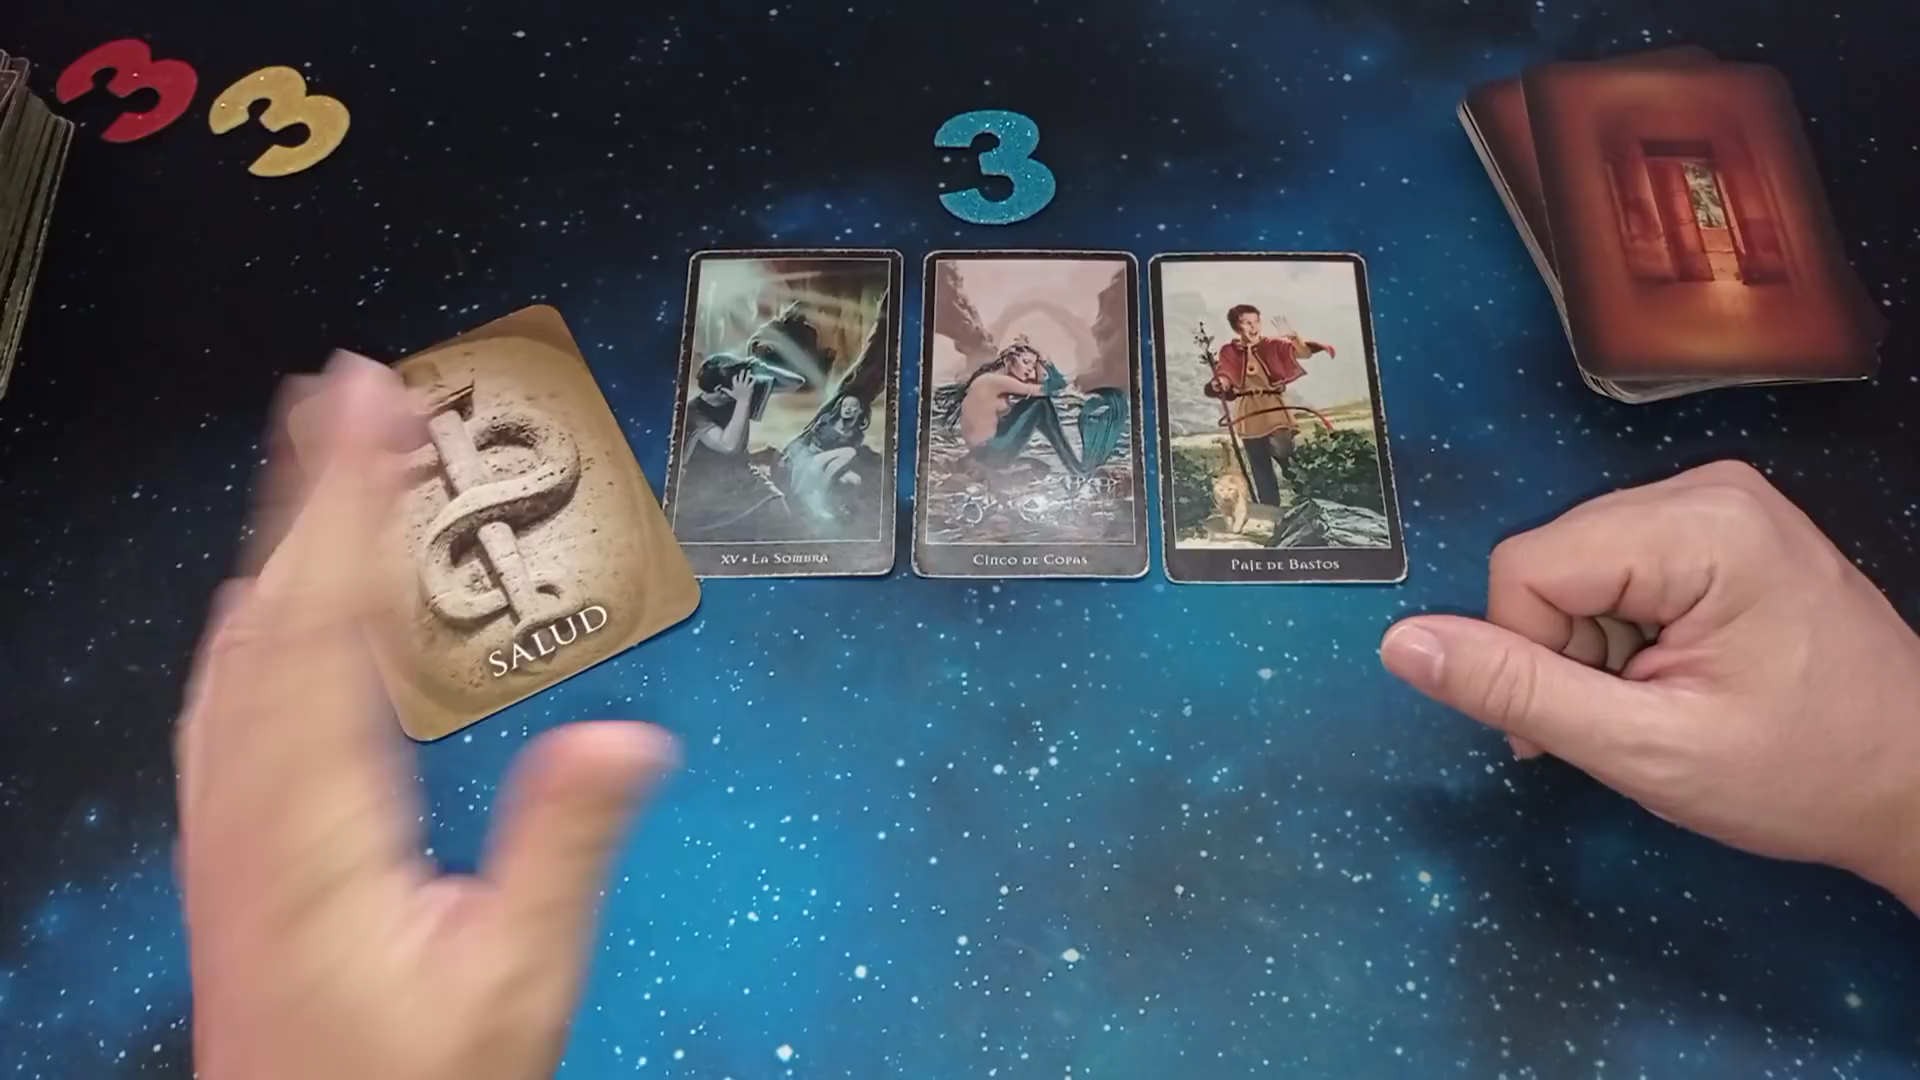 3
3
3
XV • La Sombra
Cinco de Copas
Paje de Bastos
SALUD